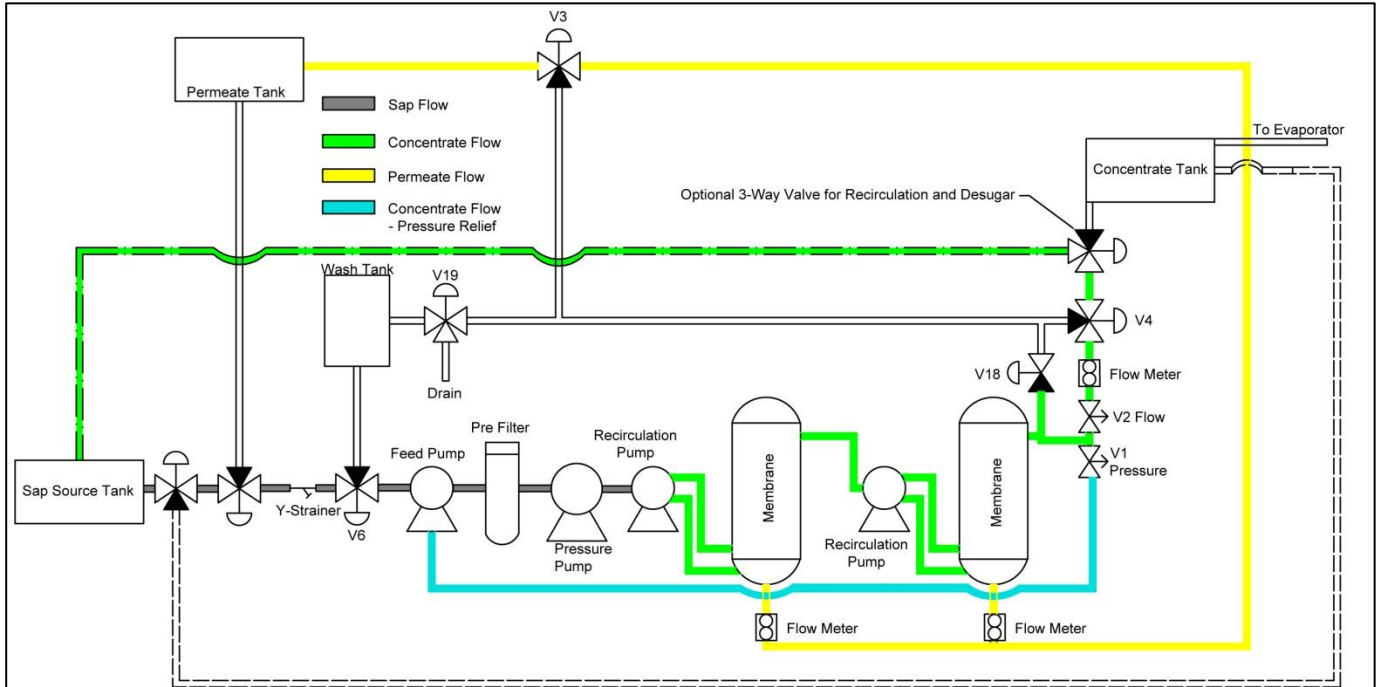 V3
Permeate Tank
Sap Flow
Concentrate Flow
Permeate Flow
Concentrate Flow
- Pressure Relief
To Evaporator
Concentrate Tank
Optional 3-Way Valve for Recirculation and Desugar
Wash Tank
V19
V4
Drain
V18
Flow Meter
V2 Flow
V1
Pressure
Pre Filter
Recirculation
Pump
Feed Pump
Sap Source Tank
Y-Strainer
V6
Pressure
Pump
Membrane
Recirculation
Pump
Membrane
Flow Meter
Flow Meter